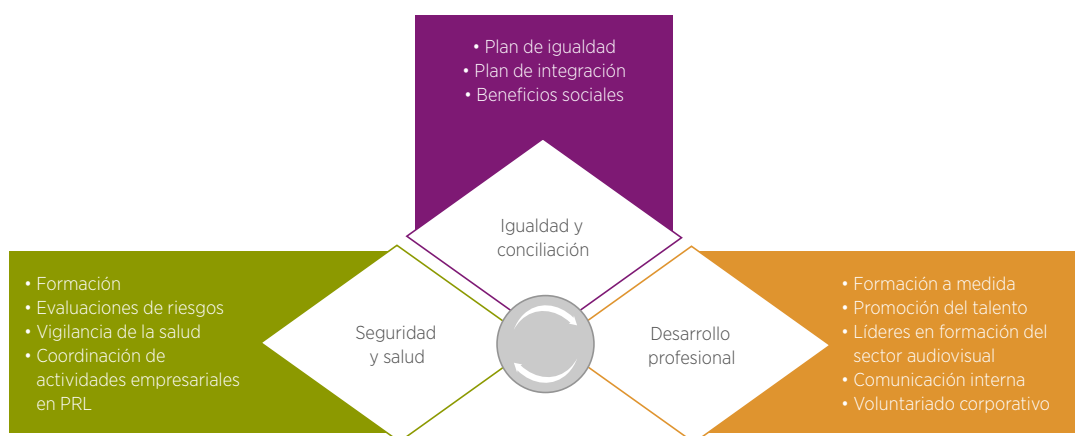 • Plan de igualdad
• Plan de integración
• Beneficios sociales
Igualdad y
conciliación
• Formación
• Evaluaciones de riesgos
• Vigilancia de la salud
• Coordinación de
actividades empresariales
en PRL
Seguridad
y salud
Desarrollo
profesional
• Formación a medida
• Promoción del talento
• Líderes en formación del
sector audiovisual
• Comunicación interna
• Voluntariado corporativo